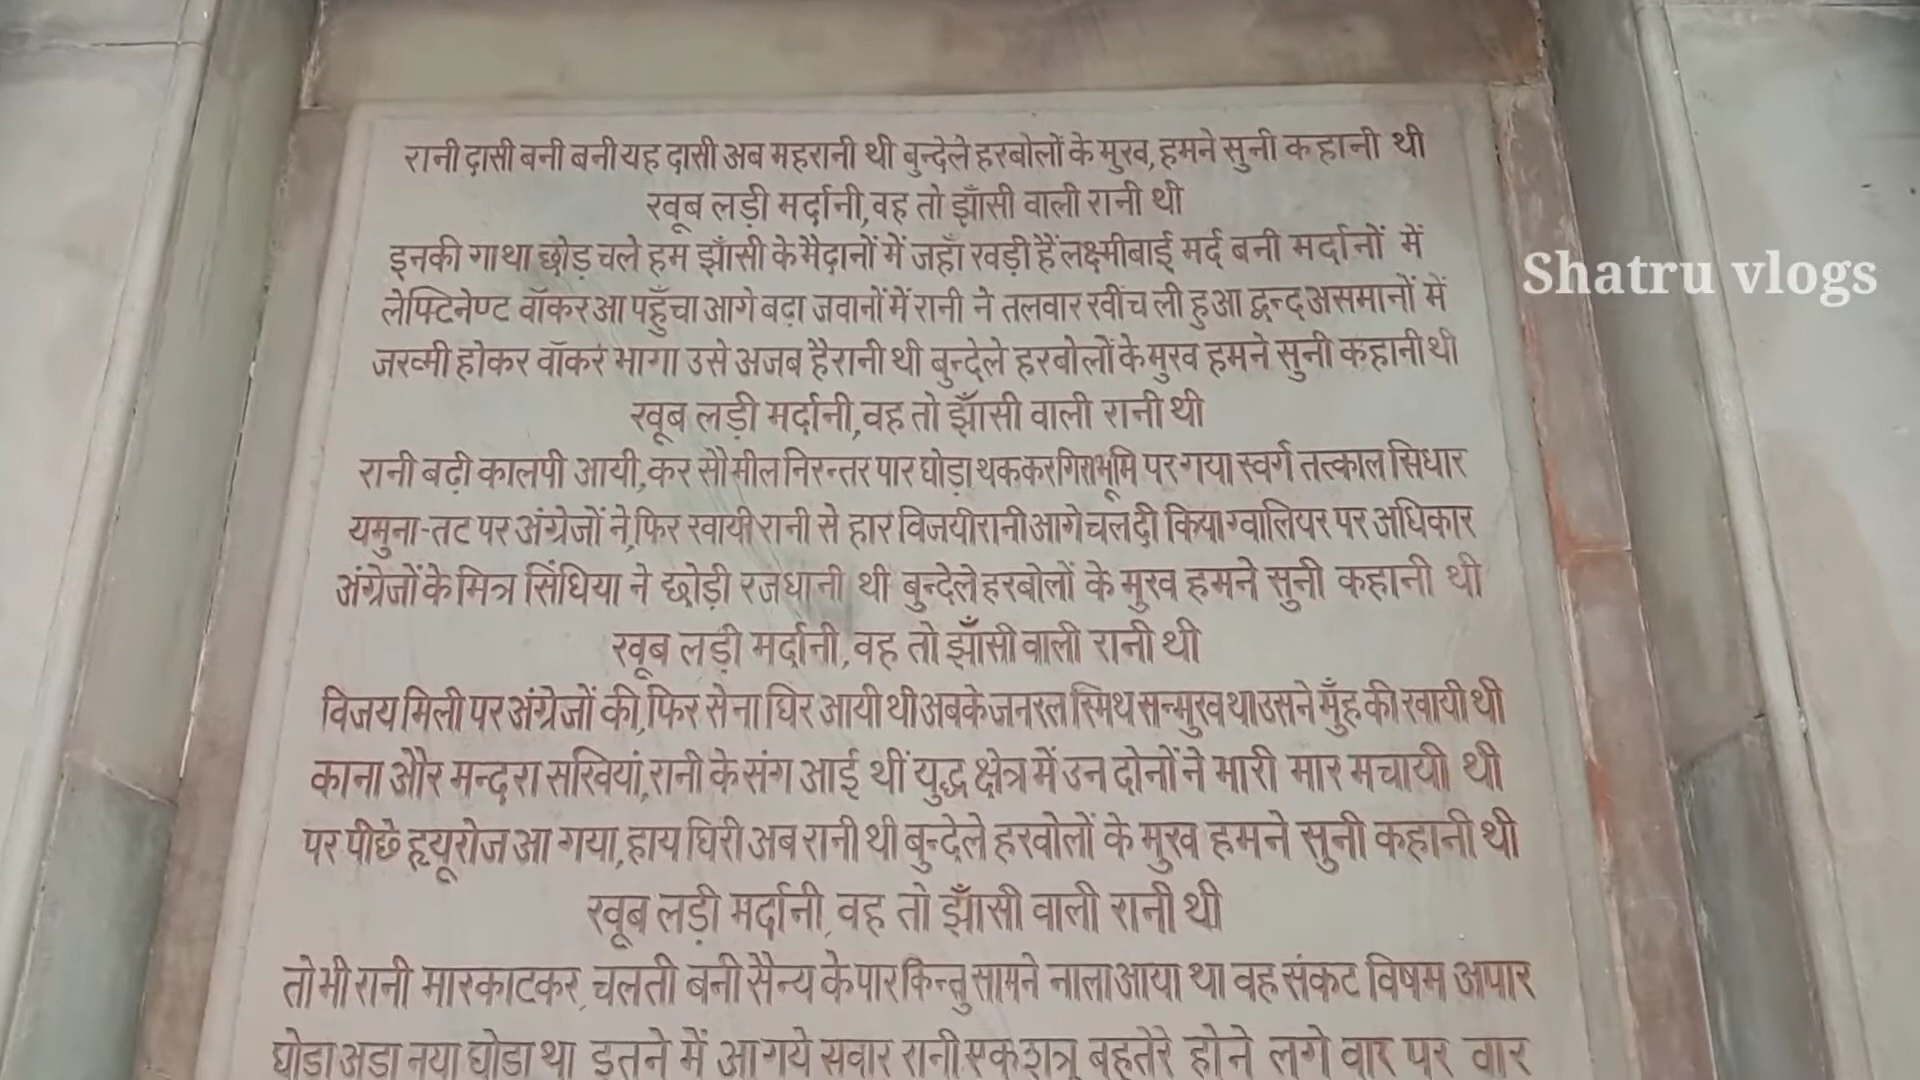 रानी दासी बनी बनी यह दासी अब महरानी थी बुन्देले हरबोलों के मुख, हमने सुनी कहानी थी
खूब लड़ी मर्दानी, वह तो झाँसी वाली रानी थी
इनकी गाथा छोड़ चले हम झाँसी के मैदानों में जहाँ खड़ी हैं लक्ष्मीबाई मर्द बनी मर्दानों में
Shatru vlogs
लेफ्टिनेण्ट वॉकर आ पहुँचा आगे बढ़ा जवानों में रानी ने तलवार खींच ली हुआ द्वन्द असमानों में
जख्मी होकर वॉकर भागा उसे अजब हैरानी थी बुन्देले हरबोलों के मुख हमने सुनी कहानी थी
खूब लड़ी मर्दानी, वह तो झाँसी वाली रानी थी
रानी बढ़ी कालपी आयी, कर सौ मील निरन्तर पार घोड़ा थककर गिरा भूमि पर गया स्वर्ग तत्काल सिधार
यमुना-तट पर अंग्रेजों ने, फिर खायी रानी से हार विजयी रानी आगे चल दी किया ग्वालियर पर अधिकार
अंग्रेजों के मित्र सिंधिया ने छोड़ी रजधानी थी बुन्देले हरबोलों के मुख हमने सुनी कहानी थी
खूब लड़ी मर्दानी, वह तो झाँसी वाली रानी थी
विजय मिली पर अंग्रेजों की, फिर सेना घिर आयी थी अबके जनरल स्मिथ सन्मुख था उसने मुँह की खायी थी
काना और मन्दरा सखियां, रानी के संग आई थीं युद्ध क्षेत्र में उन दोनों ने भारी मार मचायी थी
पर पीछे ह्यूरोज आ गया, हाय घिरी अब रानी थी बुन्देले हरवोलों के मुख हमने सुनी कहानी थी
खूब लड़ी मर्दानी, वह तो झाँसी वाली रानी थी
तो भी रानी मारकाटकर, चलती बनी सैन्य के पार किन्तु सामने नाला आया था वह संकट विषम अपार
घोडा अडा नया घोडा था इतने में आ गये सवार रानी एक शत्रु बहुतेरे होने लगे वार पर वार